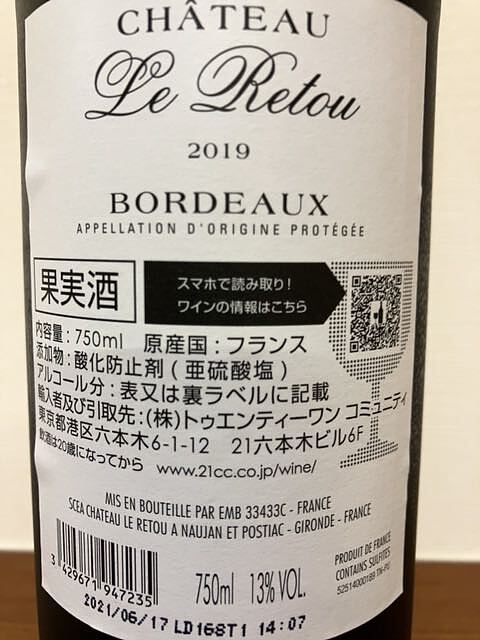 CHÂTEAU
Le Retou
2019
BORDEAUX
APPELLATION D'ORIGINE PROTÉGÉE
果実酒
スマホで読み取り!
ワインの情報はこちら
内容量:750ml 原産国:フランス
添加物:酸化防止剤(亜硫酸塩)
アルコール分:表又は裏ラベルに記載
輸入者及び引取先:(株)トゥエンティーワン コミュニティ
東京都港区六本木6-1-12 21六本木ビル6F
飲酒は20歳になってから www.21cc.co.jp/wine/
MIS EN BOUTEILLE PAR EMB 33433C - FRANCE
SCEA CHATEAU LE RETOU A NAUJAN ET POSTIAC - GIRONDE - FRANCE
3 429671 947235
750ml 13% VOL.
PRODUIT DE FRANCE
CONTAINS SULFITES
2021/06/17 LD168T1 14:07